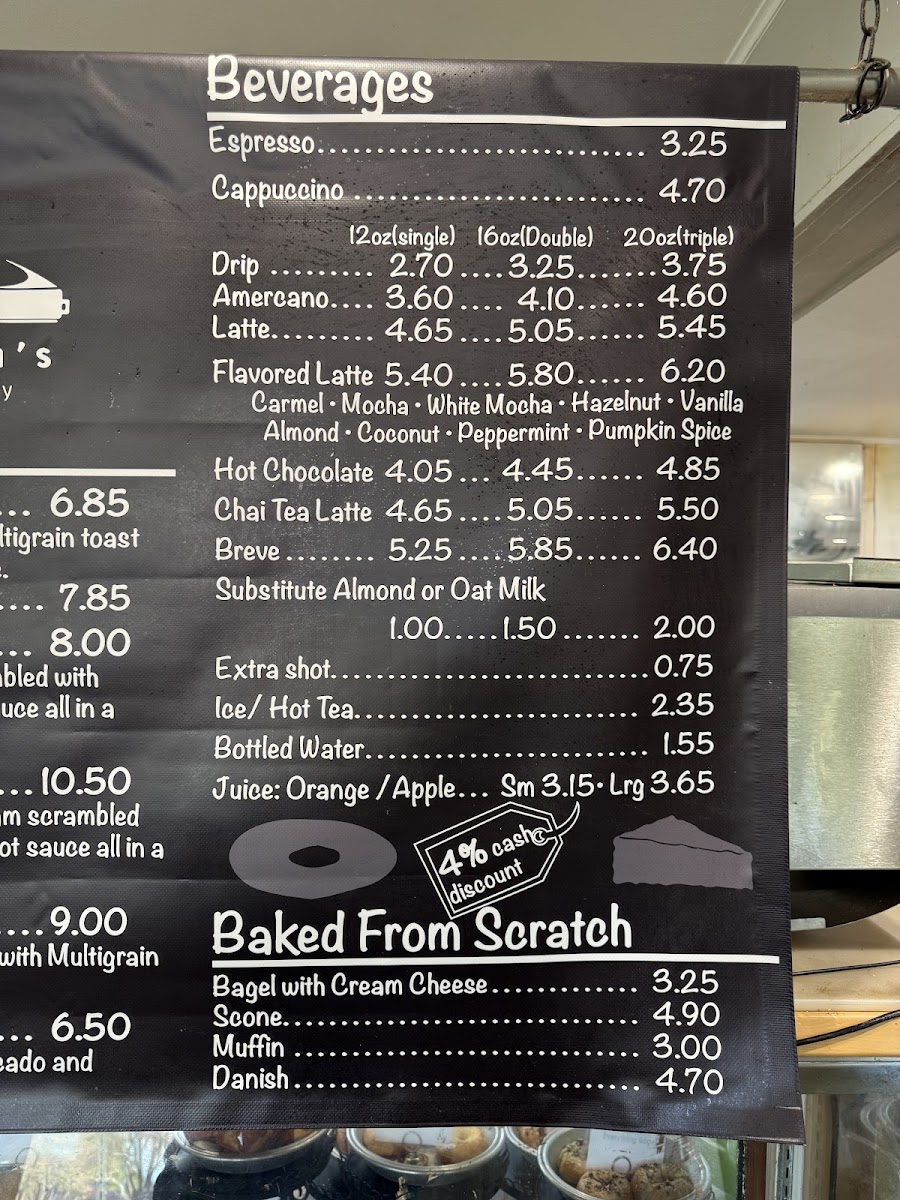 n's
y
... 6.85
ltigrain toast
.... 7.85
... 8.00
bled with
uce all in a
...10.50
am scrambled
ot sauce all in a
....9.00
with Multigrain
... 6.50
cado and
Beverages
Espresso............................. 3.25
Cappuccino ......................... 4.70
12oz(single) 16oz(Double) 20oz(triple)
Drip ......... 2.70....3.25.......3.75
Amercano.... 3.60.... 4.10...... 4.60
Latte......... 4.65....5.05...... 5.45
Flavored Latte 5.40....5.80...... 6.20
Carmel • Mocha • White Mocha • Hazelnut • Vanilla
Almond • Coconut • Peppermint • Pumpkin Spice
Hot Chocolate 4.05... 4.45...... 4.85
Chai Tea Latte 4.65....5.05...... 5.50
Breve ........ 5.25....5.85...... 6.40
Substitute Almond or Oat Milk
1.00.....1.50....... 2.00
Extra shot...........................0.75
Ice/ Hot Tea......................... 2.35
Bottled Water......................... 1.55
Juice: Orange /Apple... Sm 3.15• Lrg 3.65
4% cash
discount
Baked From Scratch
Bagel with Cream Cheese............. 3.25
Scone................................ 4.90
Muffin ............................... 3.00
Danish............................... 4.70